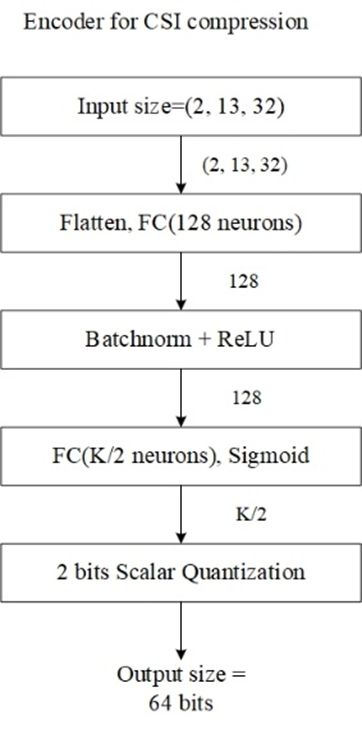 Encoder for CSI compression
Input size=(2, 13, 32)
(2, 13, 32)
Flatten, FC(128 neurons)
128
Batchnorm + ReLU
128
FC(K/2 neurons), Sigmoid
K/2
2 bits Scalar Quantization
Output size =
64 bits